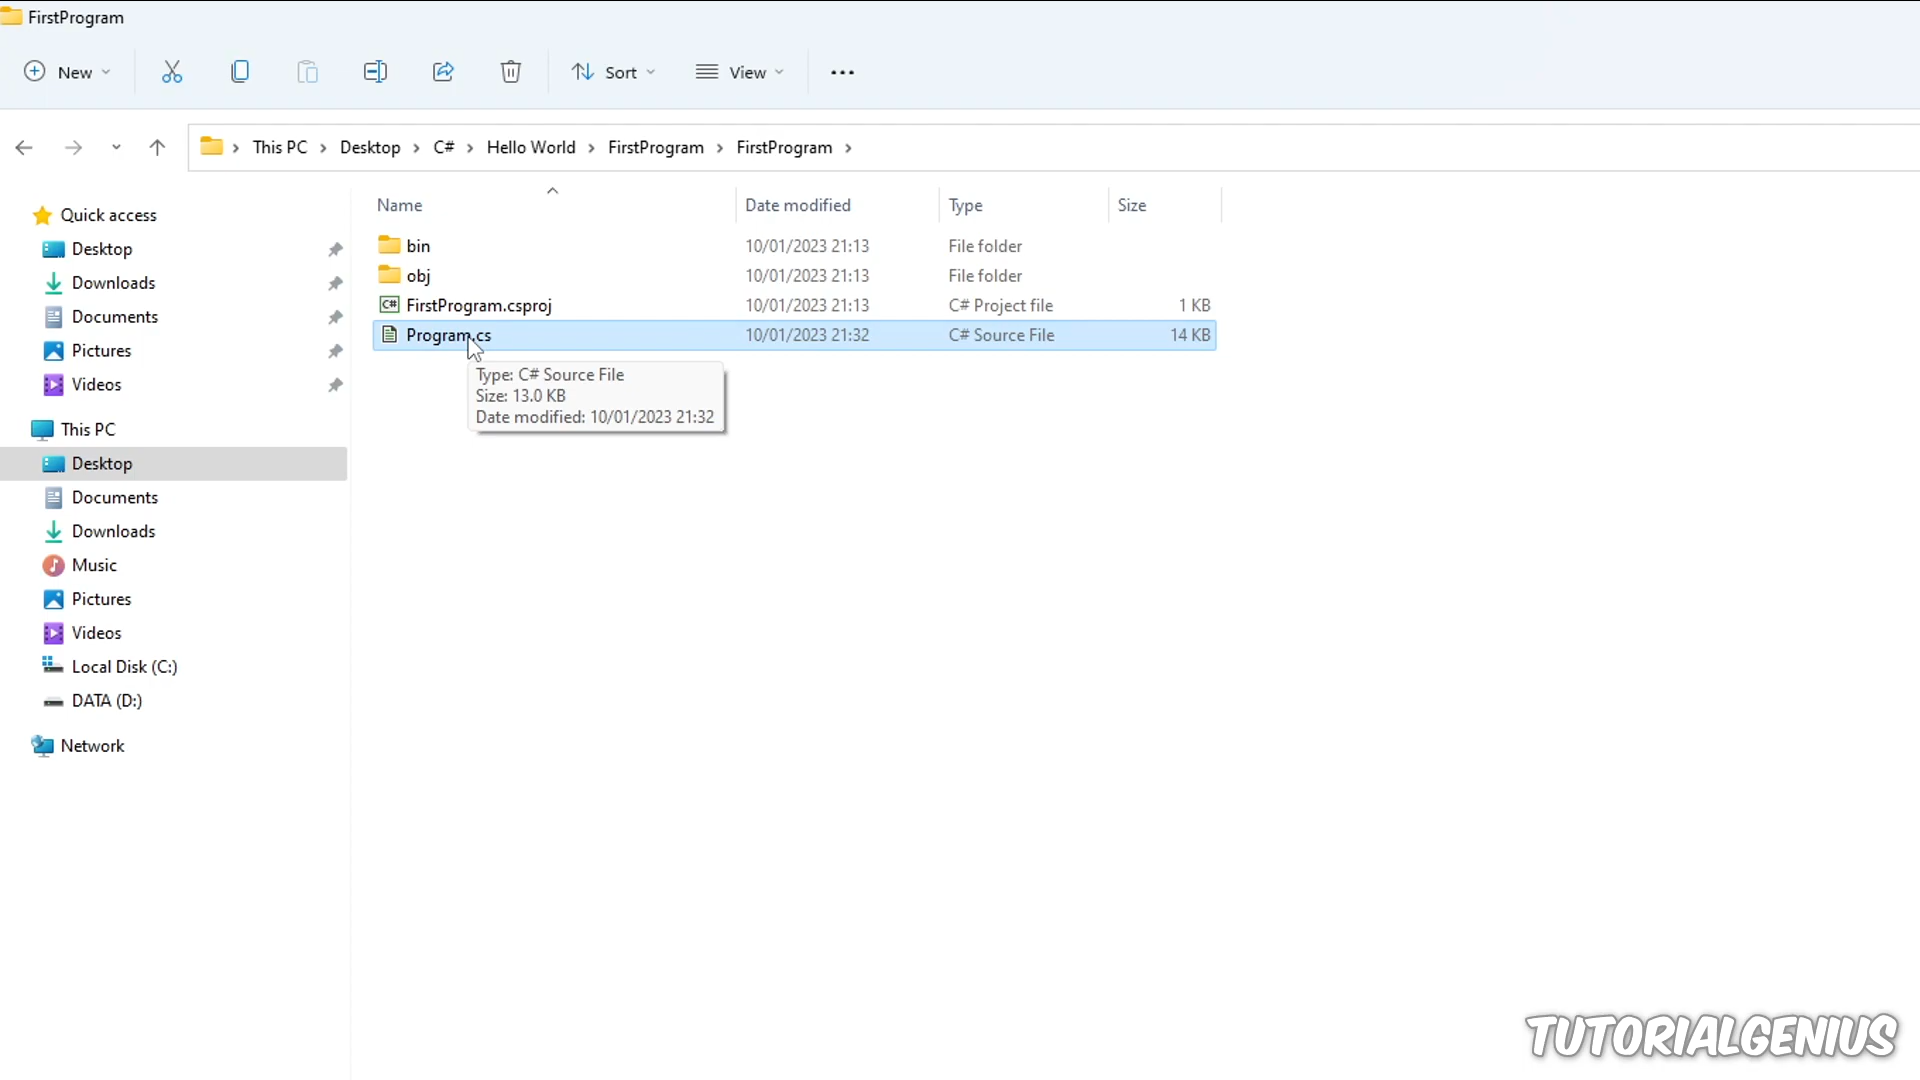 FirstProgram
New
Sort
View
This PC
Desktop
C#
Hello World
FirstProgram
FirstProgram
Quick access
Desktop
Downloads
Documents
Pictures
Videos
This PC
Desktop
Documents
Downloads
Music
Pictures
Videos
Local Disk (C:)
DATA (D:)
Network
Name Date modified Type Size
bin 10/01/2023 21:13 File folder
obj 10/01/2023 21:13 File folder
FirstProgram.csproj 10/01/2023 21:13 C# Project file 1 KB
Program.cs 10/01/2023 21:32 C# Source File 14 KB
Type: C# Source File
Size: 13.0 KB
Date modified: 10/01/2023 21:32
TUTORIALGENIUS